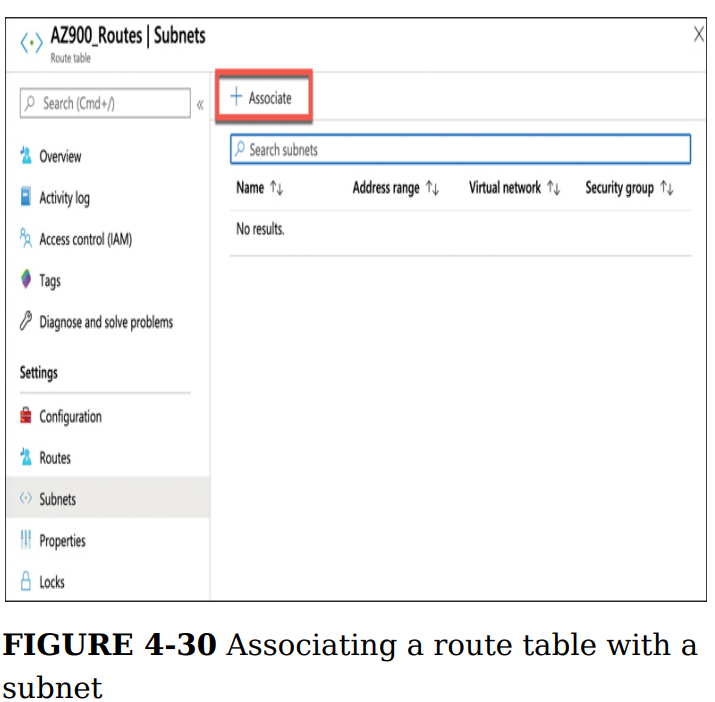 AZ900_Routes | Subnets
Route table
X
Search (Cmd+/)
«
+ Associate
Search subnets
Overview
Name ↑↓ Address range ↑↓ Virtual network ↑↓ Security group ↑↓
Activity log
No results.
Access control (IAM)
Tags
Diagnose and solve problems
Settings
Configuration
Routes
Subnets
Properties
Locks
FIGURE 4-30 Associating a route table with a
subnet